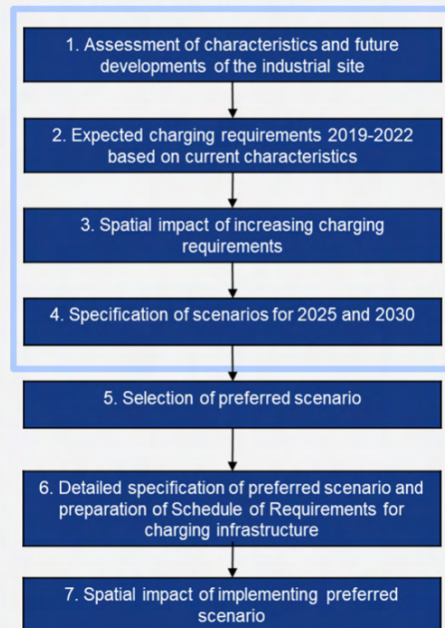 1. Assessment of characteristics and future
developments of the industrial site
2. Expected charging requirements 2019-2022
based on current characteristics
3. Spatial impact of increasing charging
requirements
4. Specification of scenarios for 2025 and 2030
5. Selection of preferred scenario
6. Detailed specification of preferred scenario and
preparation of Schedule of Requirements for
charging infrastructure
7. Spatial impact of implementing preferred
scenario